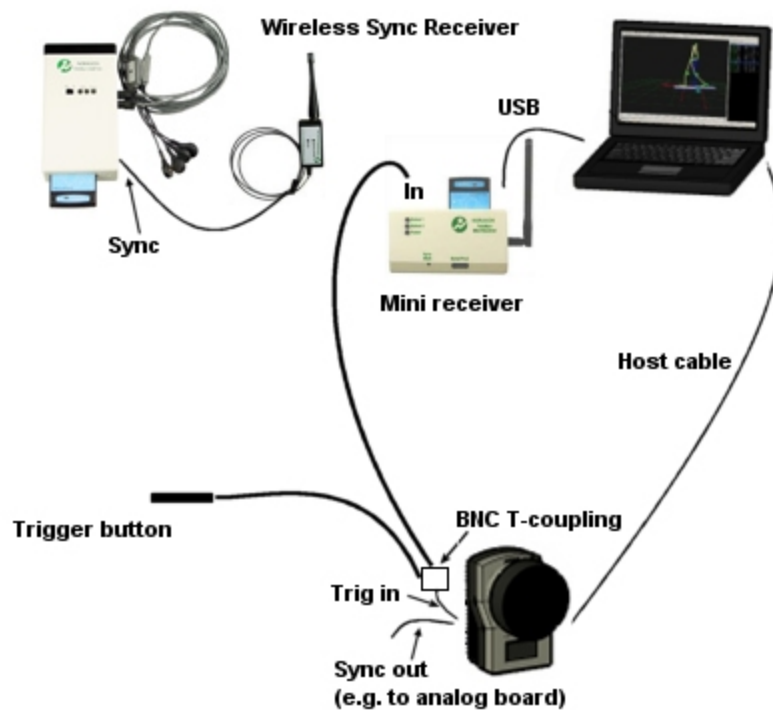 Wireless Sync Receiver
USB
In
Sync
Mini receiver
Host cable
Trigger button
BNC T-coupling
Trig in
Sync out
(e.g. to analog board)